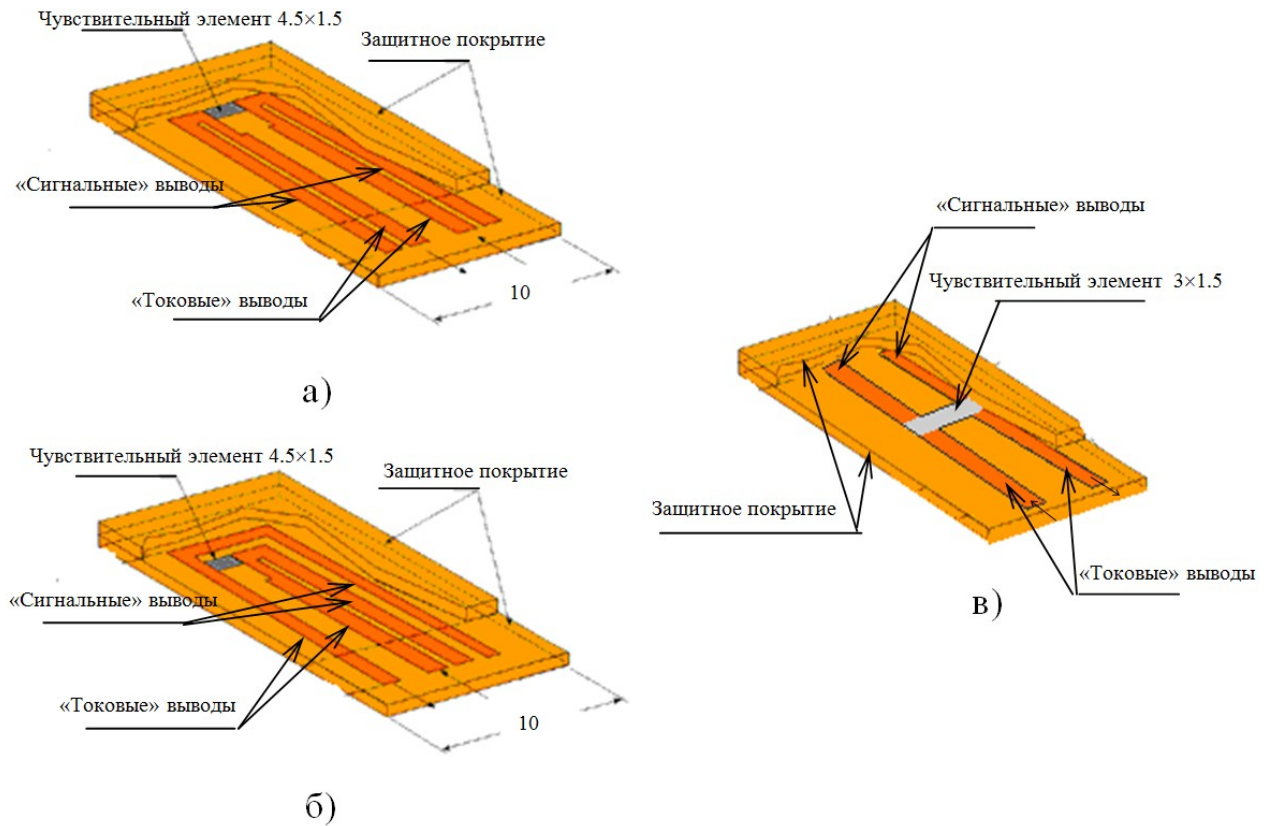 Чувствительный элемент 4.5×1.5
Защитное покрытие
«Сигнальные» выводы
«Токовые» выводы
10
а)
Чувствительный элемент 4.5×1.5
Защитное покрытие
«Сигнальные» выводы
«Токовые» выводы
10
б)
«Сигнальные» выводы
Чувствительный элемент 3×1.5
Защитное покрытие
«Токовые» выводы
в)